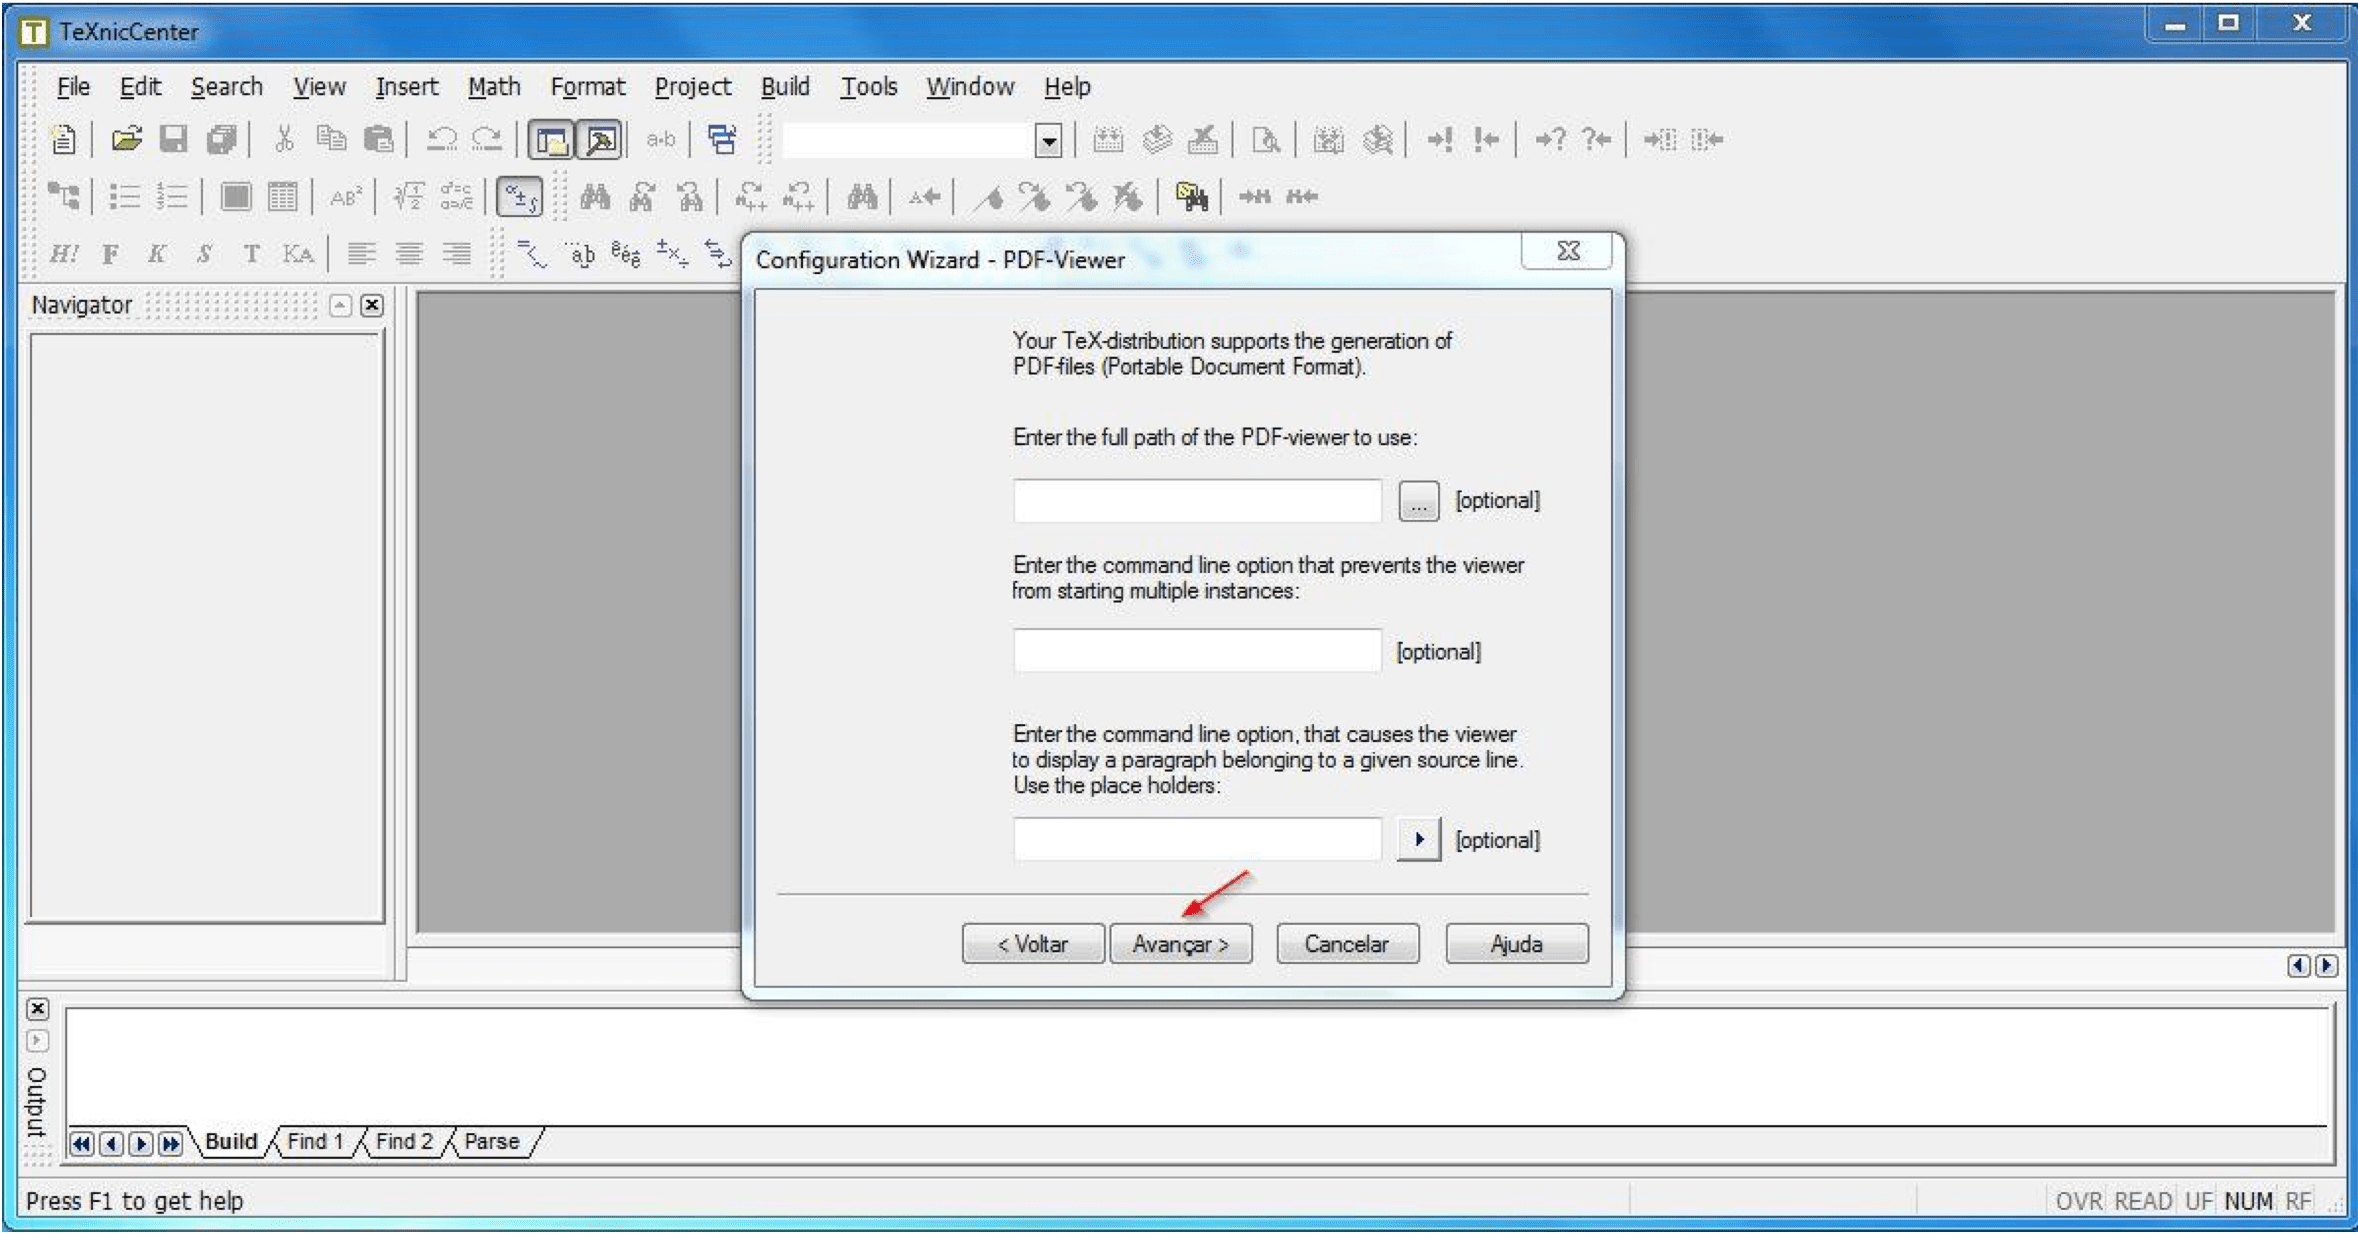 TeXnicCenter
File Edit Search View Insert Math Format Project Build Tools Window Help
a-b
AB²
H! F K S T KA
Navigator
Configuration Wizard - PDF-Viewer
Your TeX-distribution supports the generation of
PDF-files (Portable Document Format).
Enter the full path of the PDF-viewer to use:
... [optional]
Enter the command line option that prevents the viewer
from starting multiple instances:
[optional]
Enter the command line option, that causes the viewer
to display a paragraph belonging to a given source line.
Use the place holders:
[optional]
< Voltar Avançar > Cancelar Ajuda
Output
Build Find 1 Find 2 Parse
Press F1 to get help
OVR READ UF NUM RF